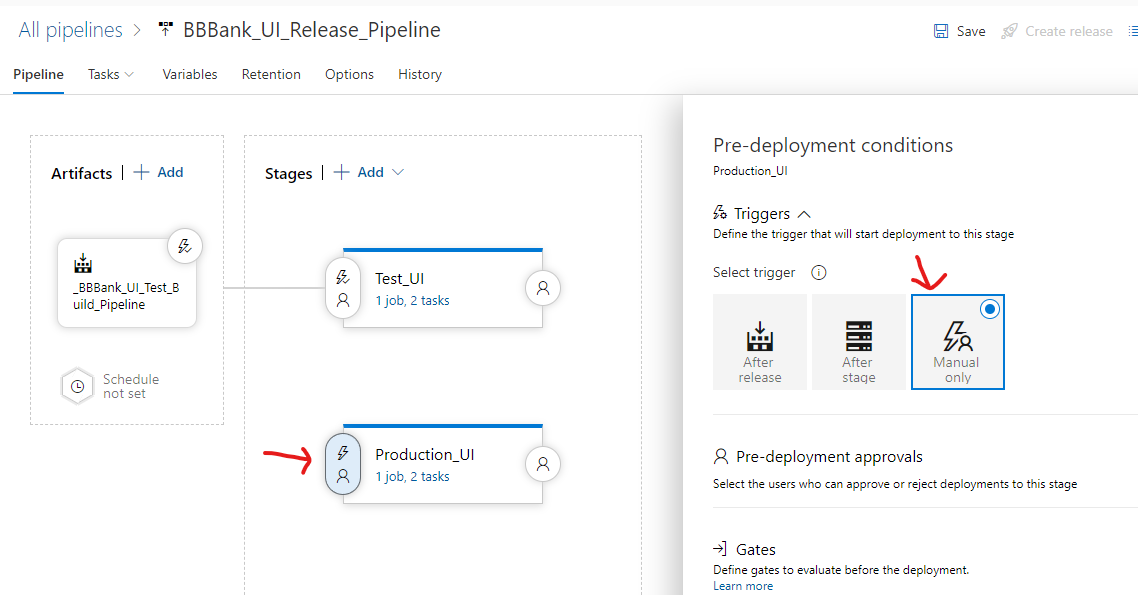 All pipelines > BBBank_UI_Release_Pipeline
Save Create release
Pipeline Tasks Variables Retention Options History
Artifacts | + Add
Stages | + Add
_BBBank_UI_Test_B
uild_Pipeline
Schedule
not set
Test_UI
1 job, 2 tasks
Production_UI
1 job, 2 tasks
Pre-deployment conditions
Production_UI
Triggers
Define the trigger that will start deployment to this stage
Select trigger
After
release
After
stage
Manual
only
Pre-deployment approvals
Select the users who can approve or reject deployments to this stage
Gates
Define gates to evaluate before the deployment.
Learn more